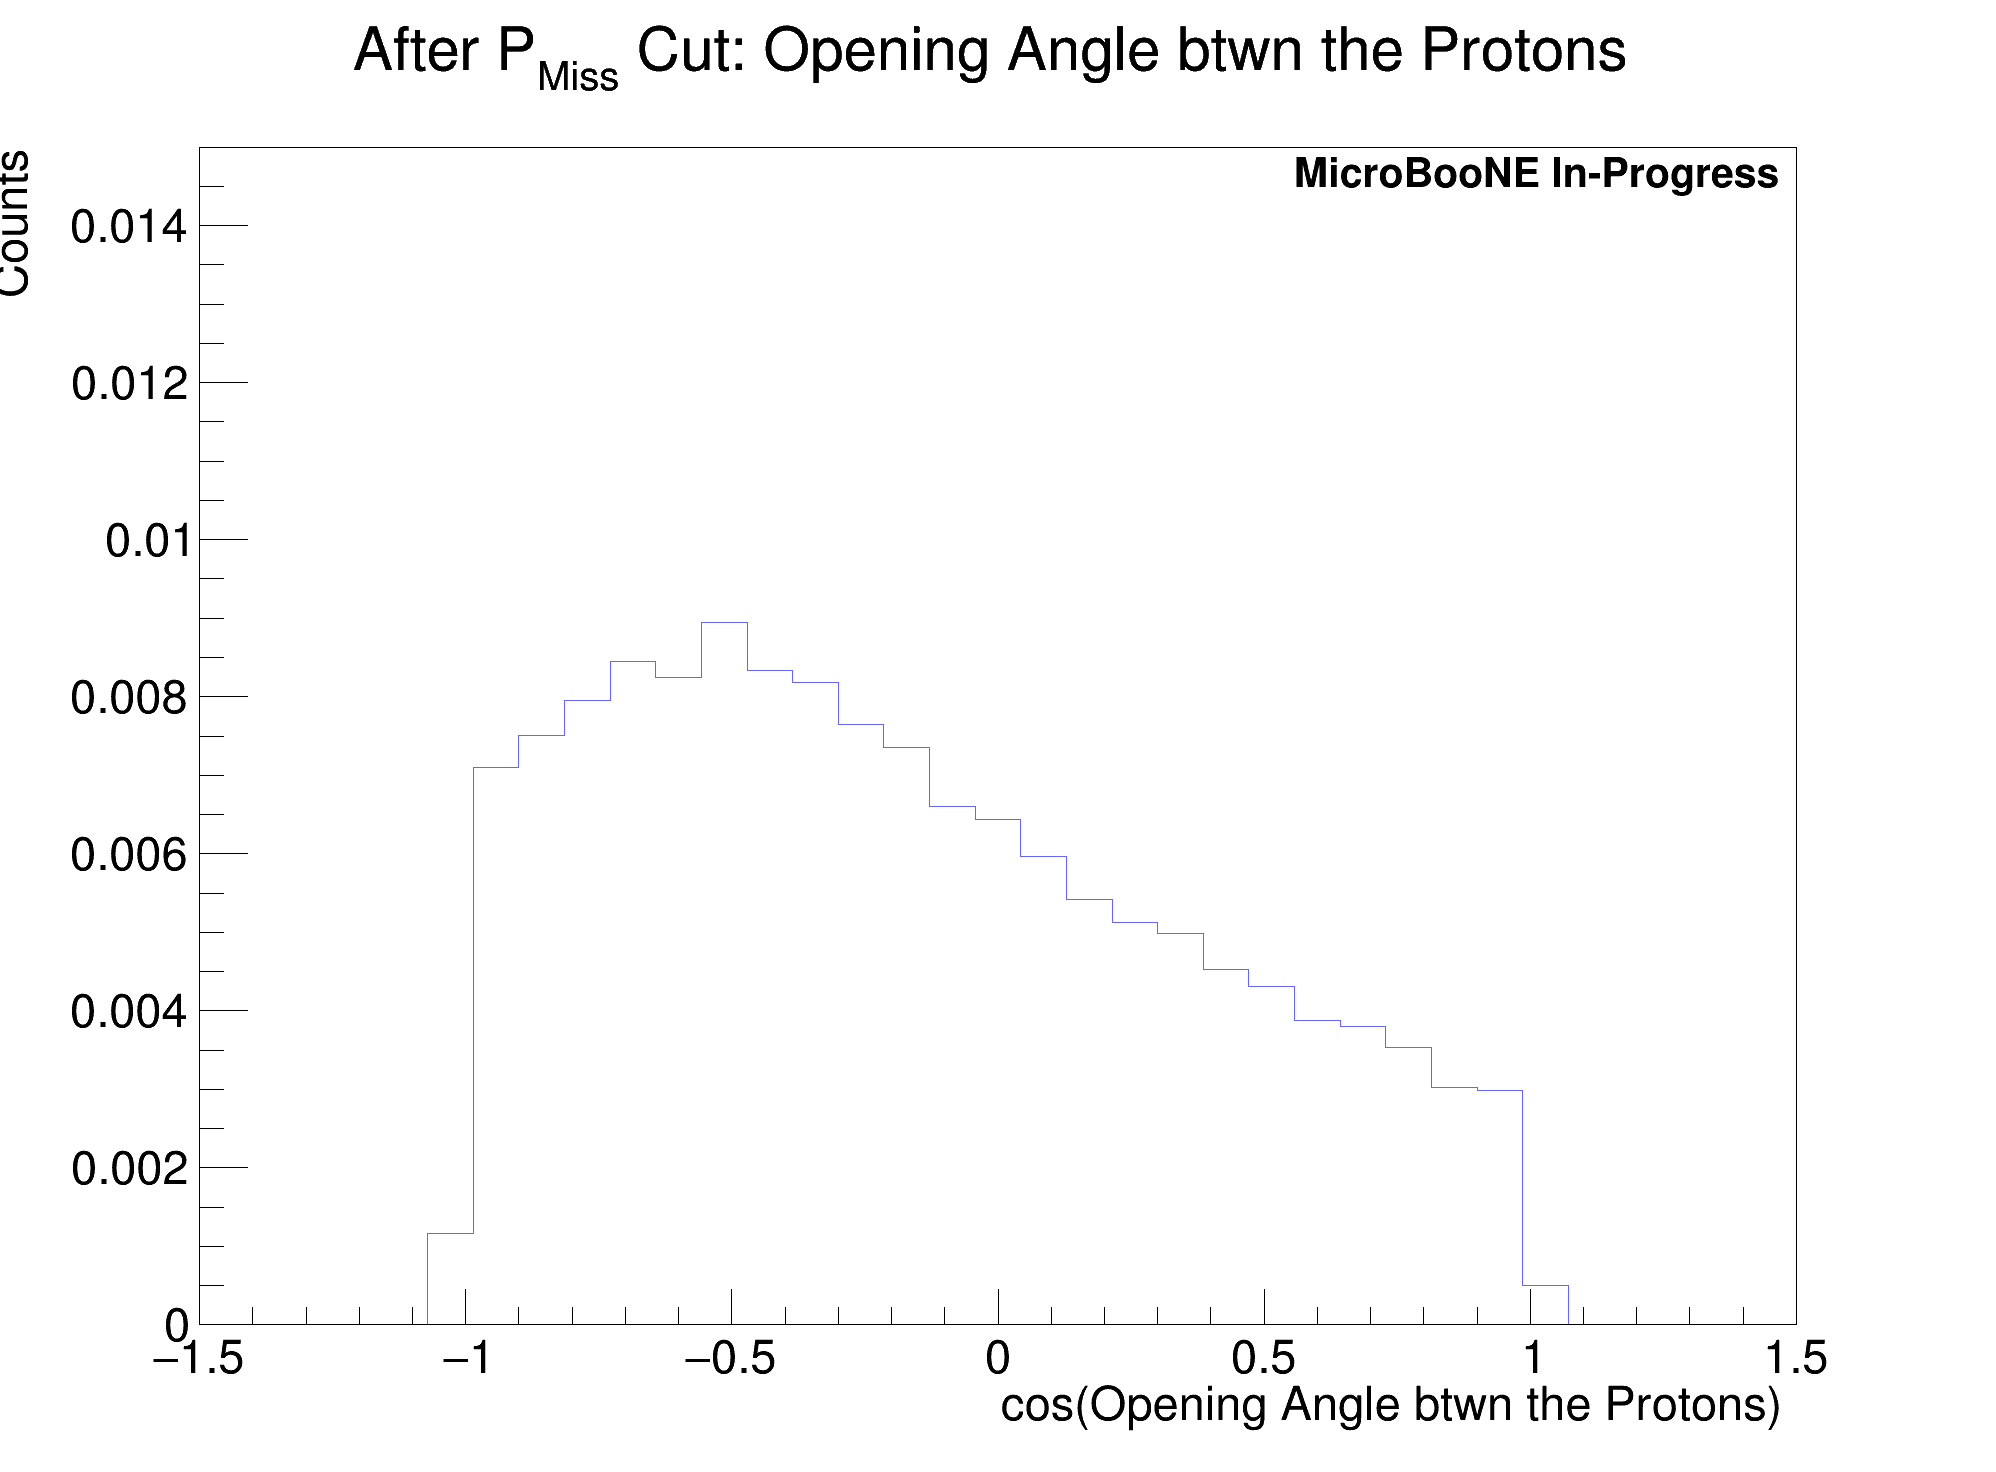 After P_Miss Cut: Opening Angle btwn the Protons
MicroBooNE In-Progress
Counts
0.014
0.012
0.01
0.008
0.006
0.004
0.002
0
−1.5 −1 −0.5 0 0.5 1 1.5
cos(Opening Angle btwn the Protons)